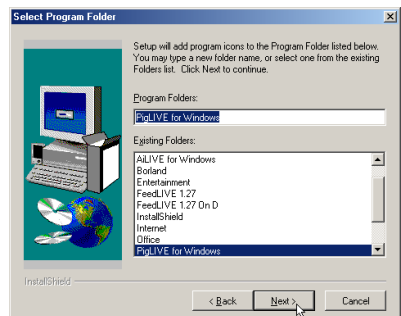 Select Program Folder
Setup will add program icons to the Program Folder listed below.
You may type a new folder name, or select one from the existing
Folders list. Click Next to continue.
Program Folders:
PigLIVE for Windows
Existing Folders:
AiLIVE for Windows
Borland
Entertainment
FeedLIVE 1.27
FeedLIVE 1.27 On D
InstallShield
Internet
Office
PigLIVE for Windows
InstallShield
< Back Next > Cancel